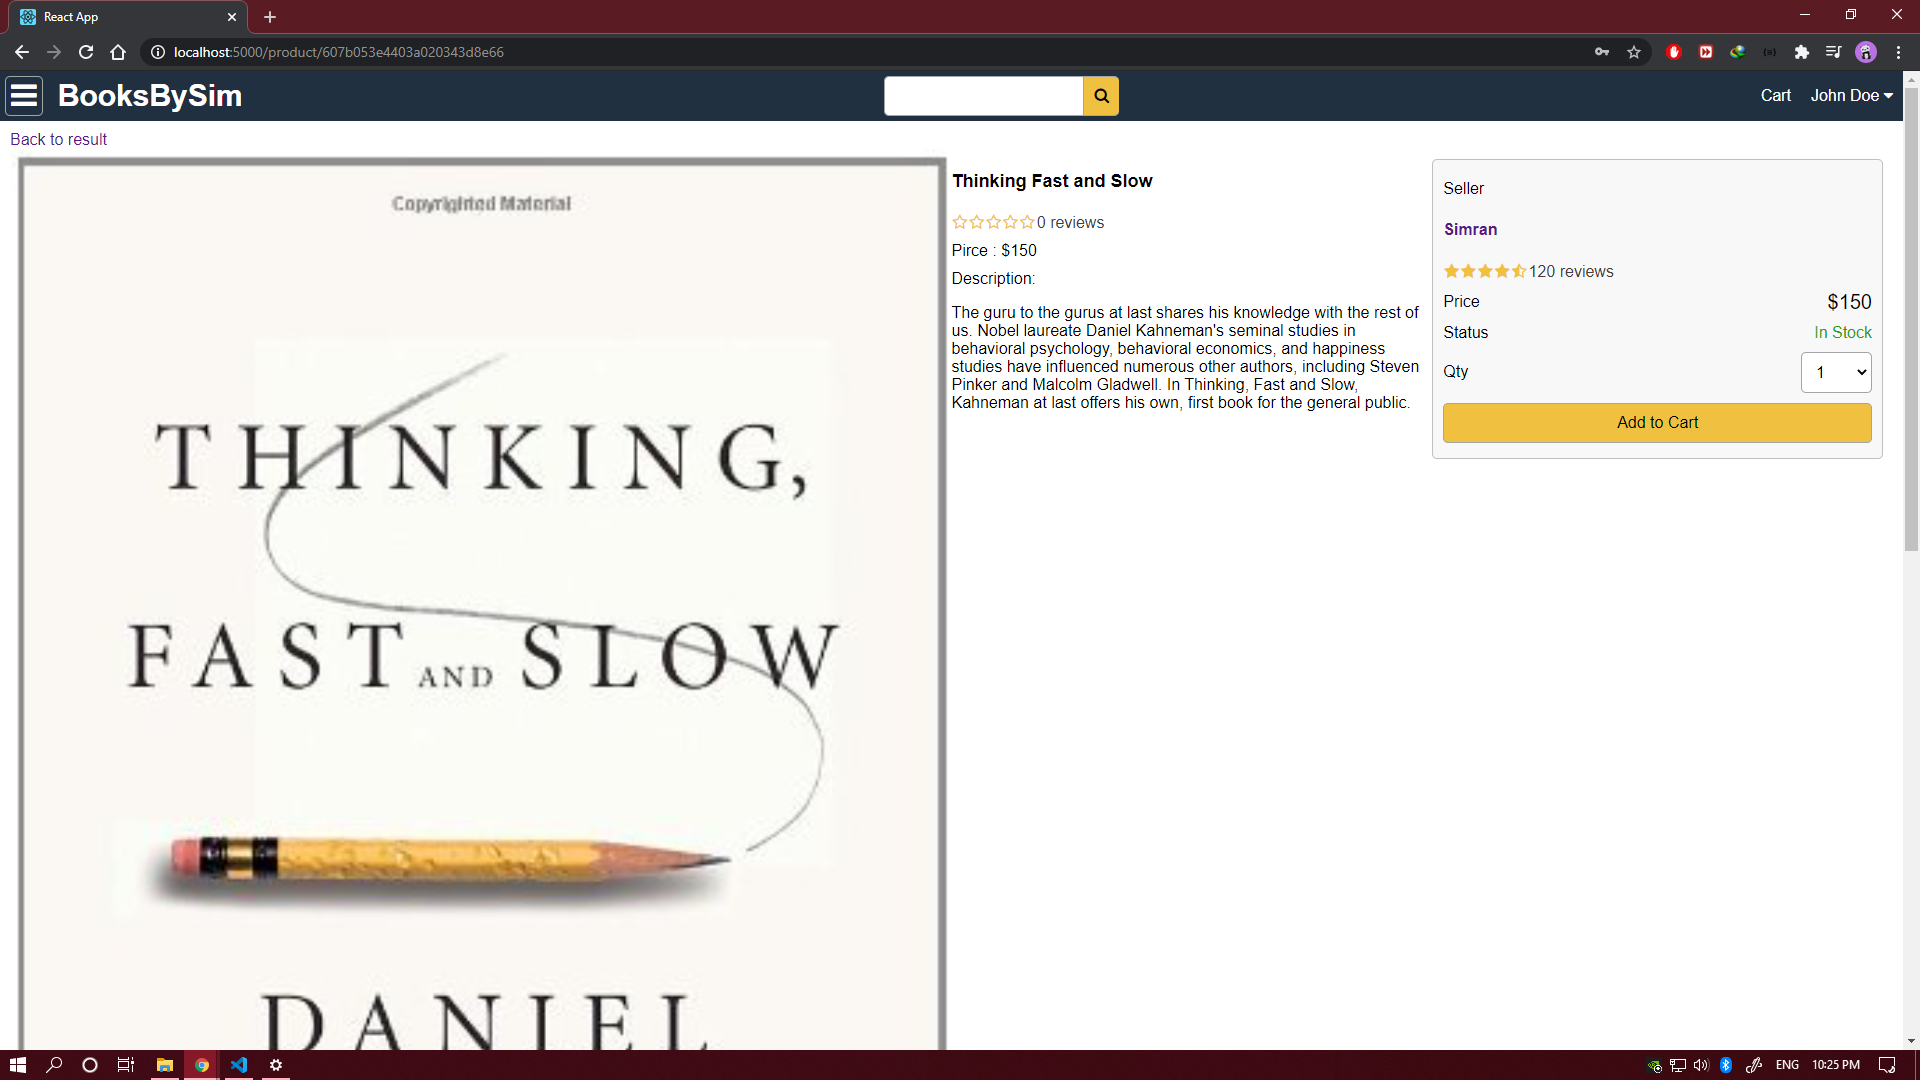 React App
localhost:5000/product/607b053e4403a020343d8e66
BooksBySim
Cart
John Doe
Back to result
Copyrighted Material
THINKING,
FAST AND SLOW
DANIEL
Thinking Fast and Slow
0 reviews
Pirce : $150
Description:
The guru to the gurus at last shares his knowledge with the rest of
us. Nobel laureate Daniel Kahneman's seminal studies in
behavioral psychology, behavioral economics, and happiness
studies have influenced numerous other authors, including Steven
Pinker and Malcolm Gladwell. In Thinking, Fast and Slow,
Kahneman at last offers his own, first book for the general public.
Seller
Simran
120 reviews
Price $150
Status In Stock
Qty 1
Add to Cart
ENG
10:25 PM